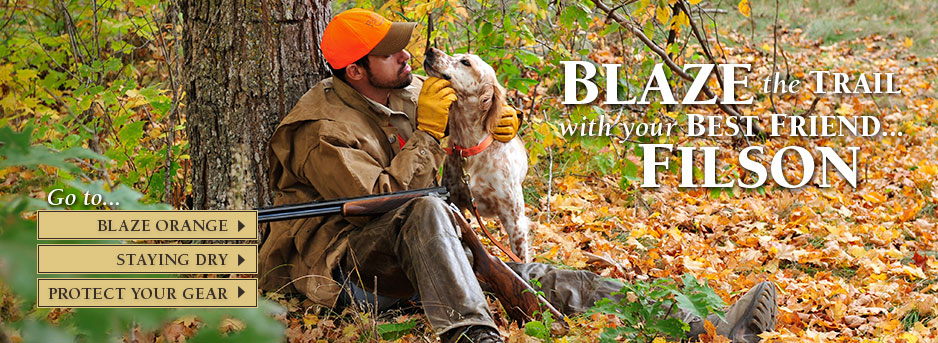 BLAZE the TRAIL
with your BEST FRIEND...
FILSON
Go to...
BLAZE ORANGE
STAYING DRY
PROTECT YOUR GEAR